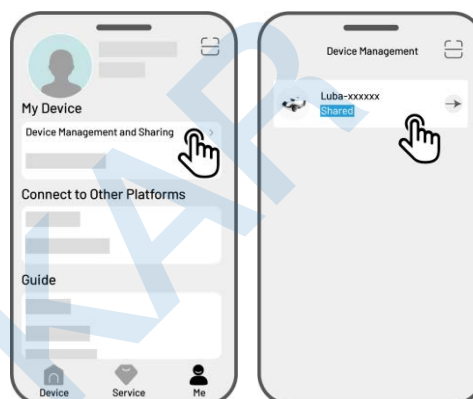 My Device
Device Management and Sharing
Connect to Other Platforms
Guide
Device
Service
Me
Device Management
Luba-xxxxxx
Shared